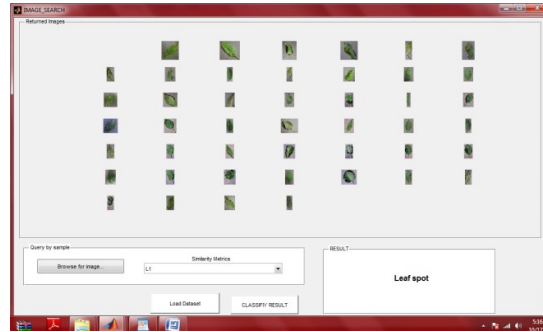 IMAGE_SEARCH
Returned Images
Query by sample
Browse for image...
Similarity Metrics
L1
Load Dataset
CLASSIFY/ RESULT
RESULT
Leaf spot